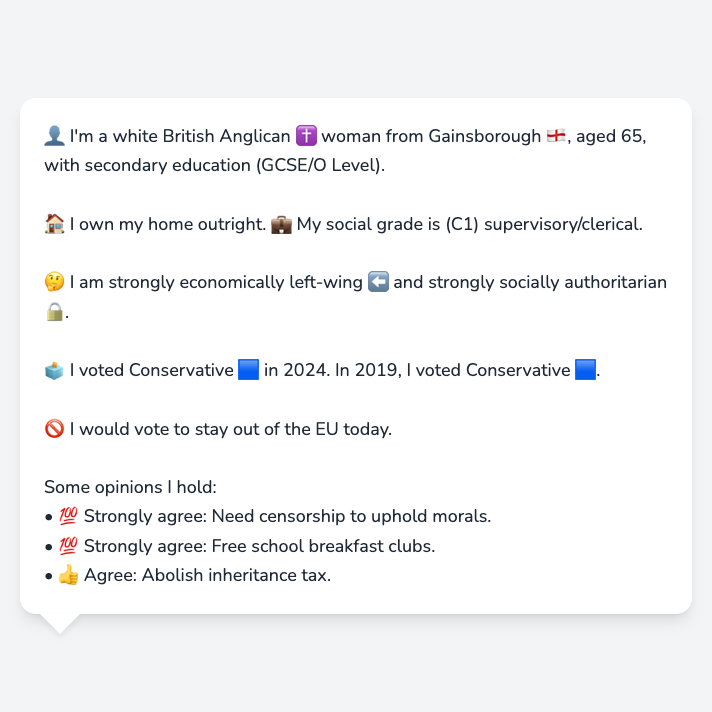 👤 I'm a white British Anglican ✝️ woman from Gainsborough 🏴󠁧󠁢󠁥󠁮󠁧󠁿, aged 65,
with secondary education (GCSE/O Level).
🏠 I own my home outright. 💼 My social grade is (C1) supervisory/clerical.
🤔 I am strongly economically left-wing ⬅️ and strongly socially authoritarian
🔒.
🗳️ I voted Conservative 🟦 in 2024. In 2019, I voted Conservative 🟦.
🚫 I would vote to stay out of the EU today.
Some opinions I hold:
• 💯 Strongly agree: Need censorship to uphold morals.
• 💯 Strongly agree: Free school breakfast clubs.
• 👍 Agree: Abolish inheritance tax.